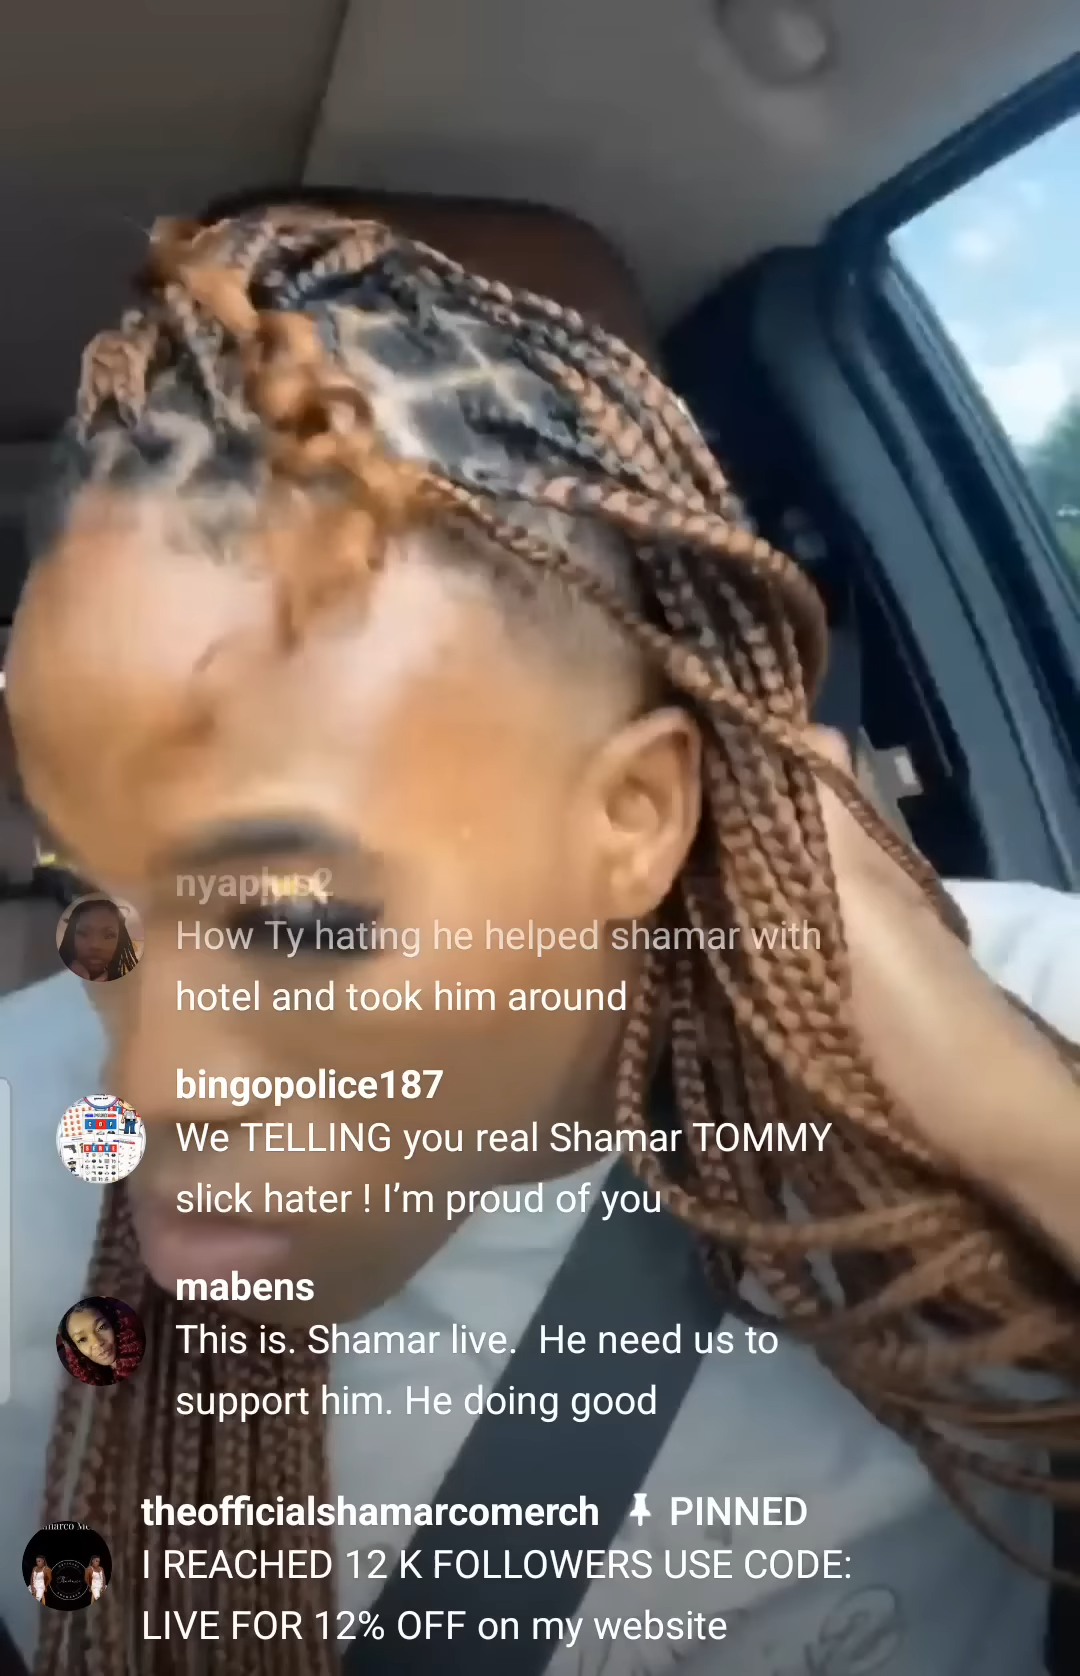 nyaplus2
How Ty hating he helped shamar with
hotel and took him around
bingopolice187
We TELLING you real Shamar TOMMY
slick hater ! I’m proud of you
mabens
This is. Shamar live.  He need us to
support him. He doing good
theofficialshamarcomerch PINNED
I REACHED 12 K FOLLOWERS USE CODE:
LIVE FOR 12% OFF on my website